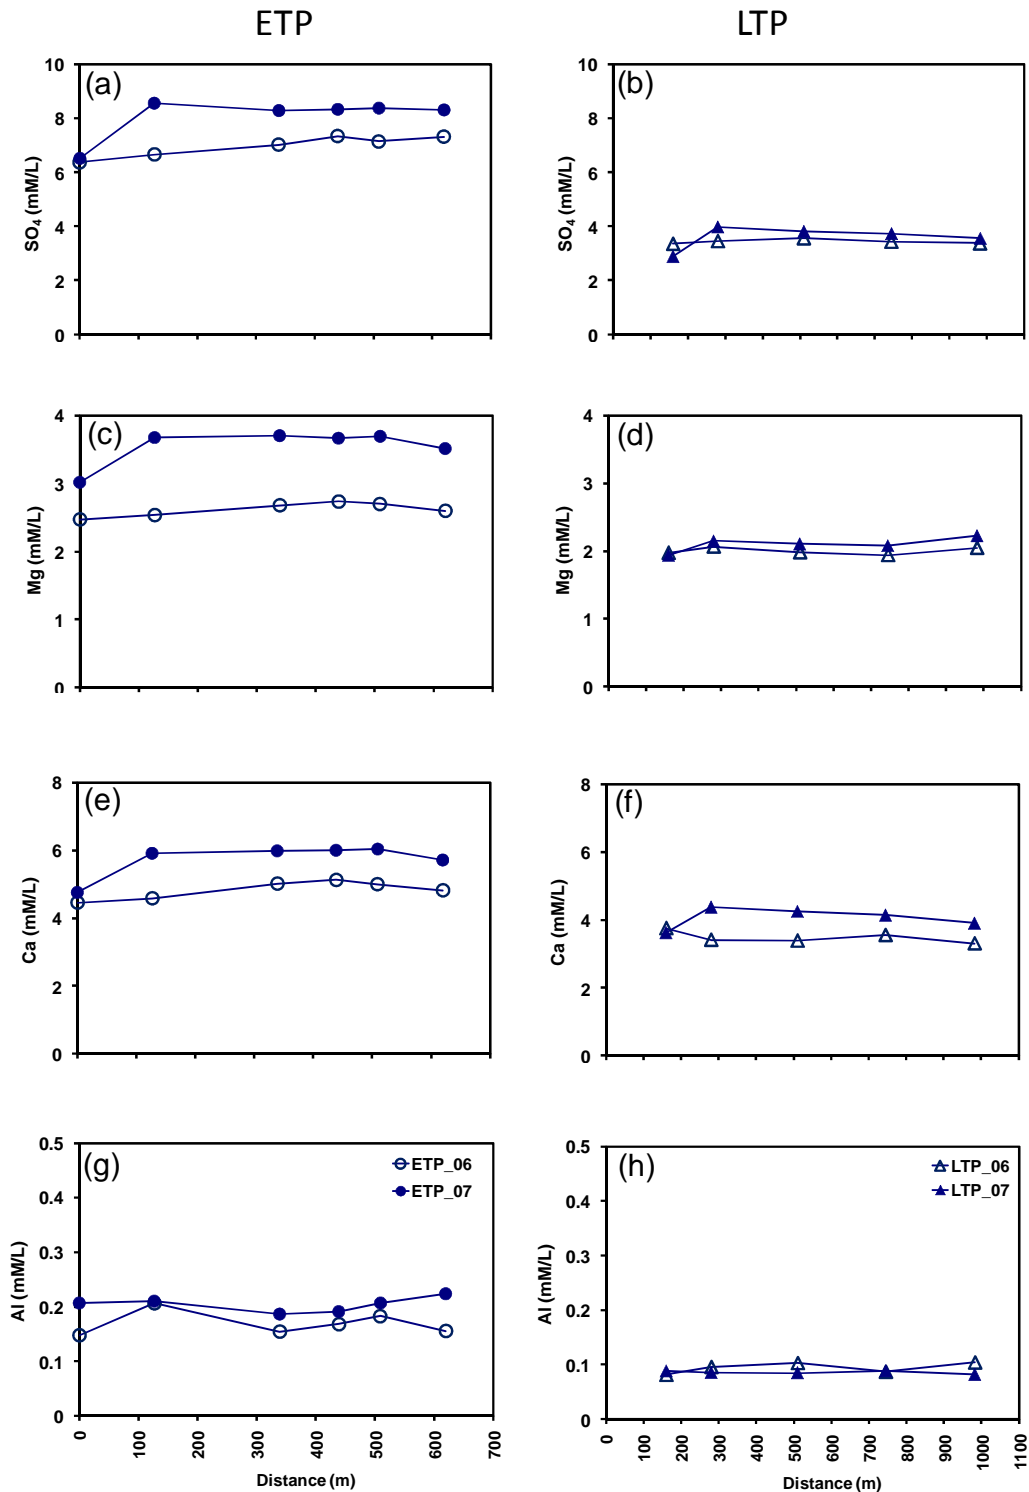 ETP
LTP
(a)
10
8
6
4
2
0
SO4 (mM/L)
(b)
10
8
6
4
2
0
SO4 (mM/L)
(c)
4
3
2
1
0
Mg (mM/L)
(d)
4
3
2
1
0
Mg (mM/L)
(e)
8
6
4
2
0
Ca (mM/L)
(f)
8
6
4
2
0
Ca (mM/L)
(g)
ETP_06
ETP_07
0.5
0.4
0.3
0.2
0.1
0
Al (mM/L)
0
100
200
300
400
500
600
700
Distance (m)
(h)
LTP_06
LTP_07
0.5
0.4
0.3
0.2
0.1
0
Al (mM/L)
0
100
200
300
400
500
600
700
800
900
1000
1100
Distance (m)